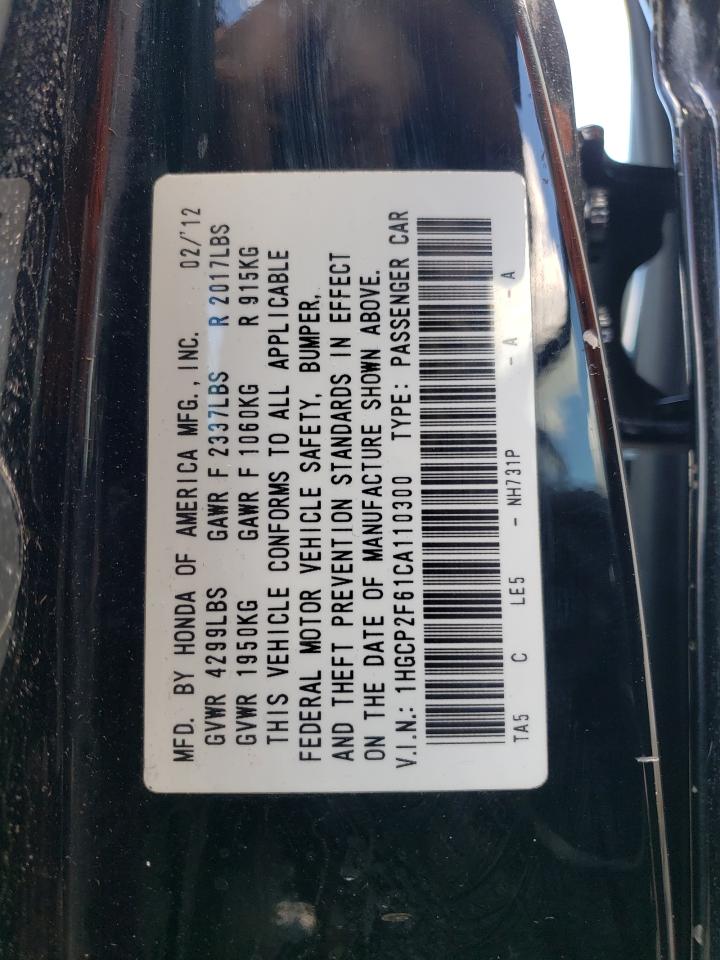 MFD. BY HONDA OF AMERICA MFG., INC. 02/'12
GVWR 4299LBS GAWR F 2337LBS R 2017LBS
GVWR 1950KG GAWR F 1060KG R 915KG
THIS VEHICLE CONFORMS TO ALL APPLICABLE
FEDERAL MOTOR VEHICLE SAFETY, BUMPER,
AND THEFT PREVENTION STANDARDS IN EFFECT
ON THE DATE OF MANUFACTURE SHOWN ABOVE.
V.I.N.: 1HGCP2F61CA110300 TYPE: PASSENGER CAR
TA5 C LE5 - NH731P - A - A